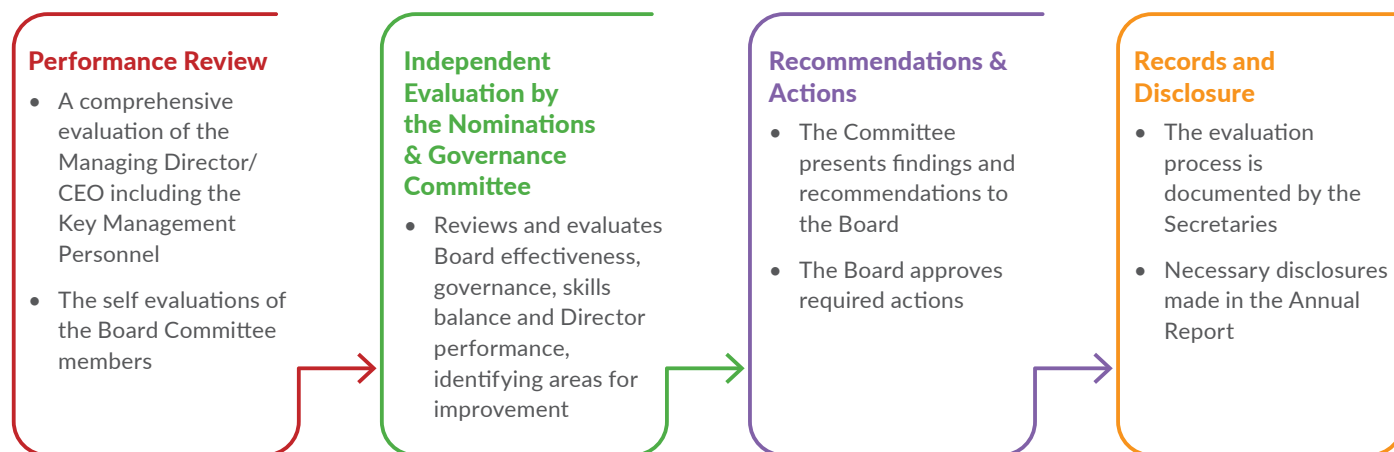 Performance Review
• A comprehensive
evaluation of the
Managing Director/
CEO including the
Key Management
Personnel
• The self evaluations of
the Board Committee
members
Independent
Evaluation by
the Nominations
& Governance
Committee
• Reviews and evaluates
Board effectiveness,
governance, skills
balance and Director
performance,
identifying areas for
improvement
Recommendations &
Actions
• The Committee
presents findings and
recommendations to
the Board
• The Board approves
required actions
Records and
Disclosure
• The evaluation
process is
documented by the
Secretaries
• Necessary disclosures
made in the Annual
Report